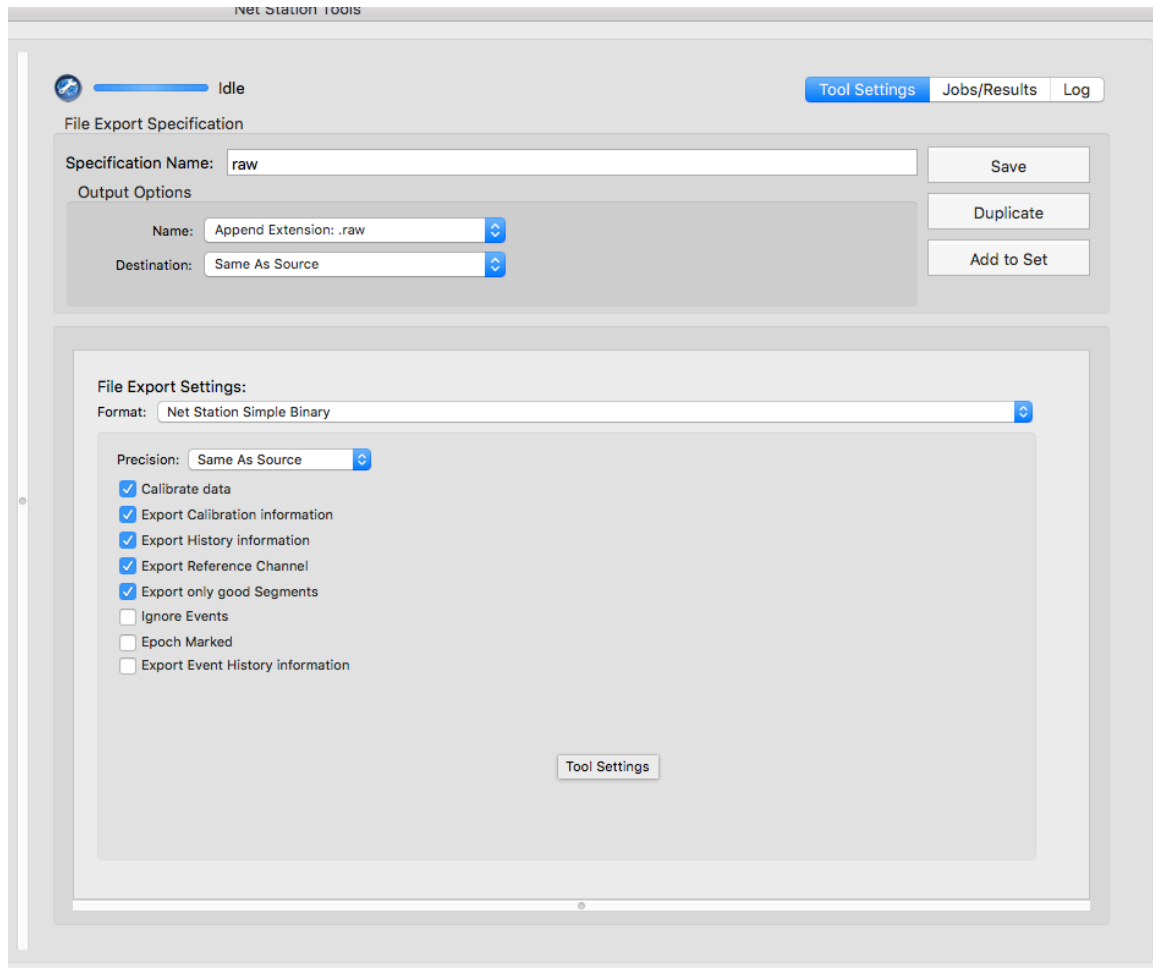 Net Station Tools
Idle
Tool Settings Jobs/Results Log
File Export Specification
Specification Name: raw
Save
Output Options
Duplicate
Name: Append Extension: .raw
Destination: Same As Source
Add to Set
File Export Settings:
Format: Net Station Simple Binary
Precision: Same As Source
Calibrate data
Export Calibration information
Export History information
Export Reference Channel
Export only good Segments
Ignore Events
Epoch Marked
Export Event History information
Tool Settings